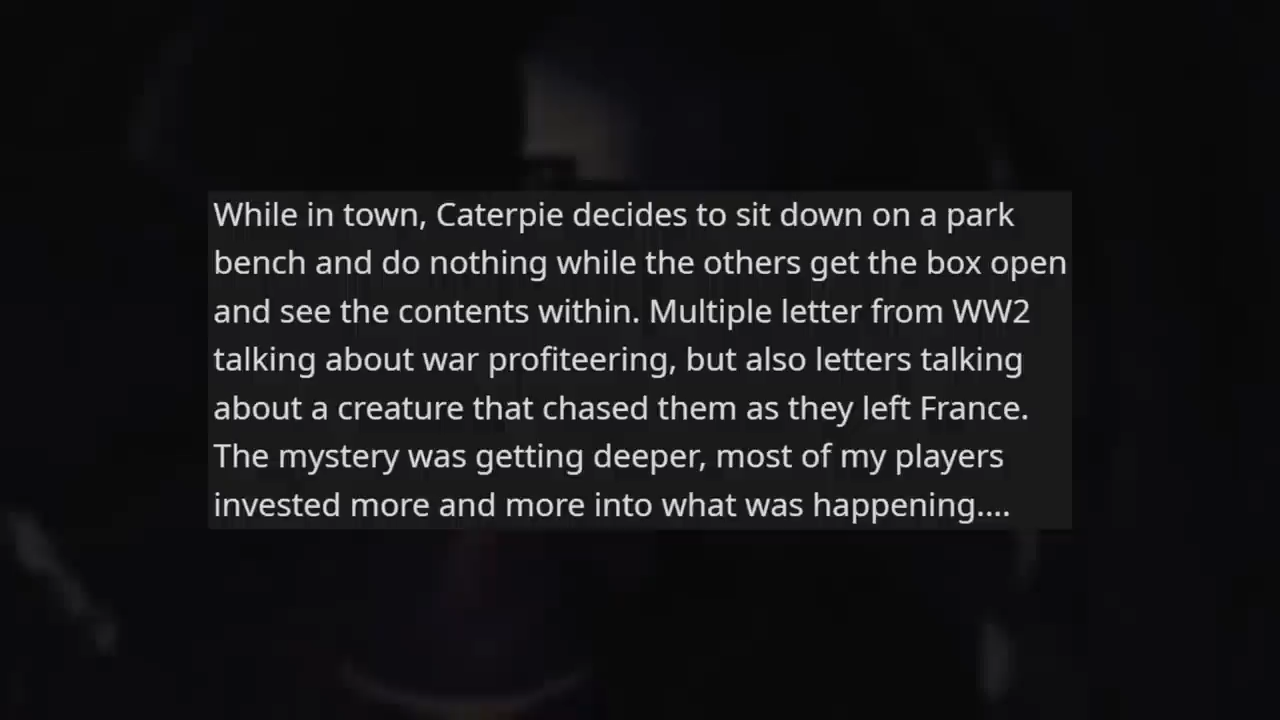 While in town, Caterpie decides to sit down on a park
bench and do nothing while the others get the box open
and see the contents within. Multiple letter from WW2
talking about war profiteering, but also letters talking
about a creature that chased them as they left France.
The mystery was getting deeper, most of my players
invested more and more into what was happening....